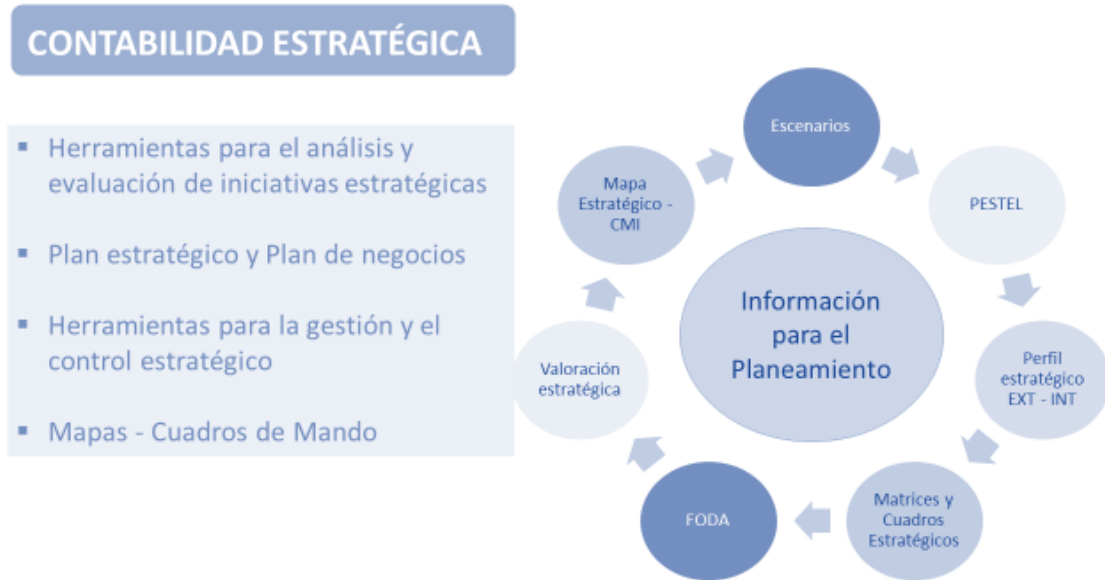 CONTABILIDAD ESTRATÉGICA
▪ Herramientas para el análisis y
evaluación de iniciativas estratégicas
▪ Plan estratégico y Plan de negocios
▪ Herramientas para la gestión y el
control estratégico
▪ Mapas - Cuadros de Mando
Escenarios
PESTEL
Perfil
estratégico
EXT - INT
Matrices y
Cuadros
Estratégicos
FODA
Valoración
estratégica
Mapa
Estratégico -
CMI
Información
para el
Planeamiento